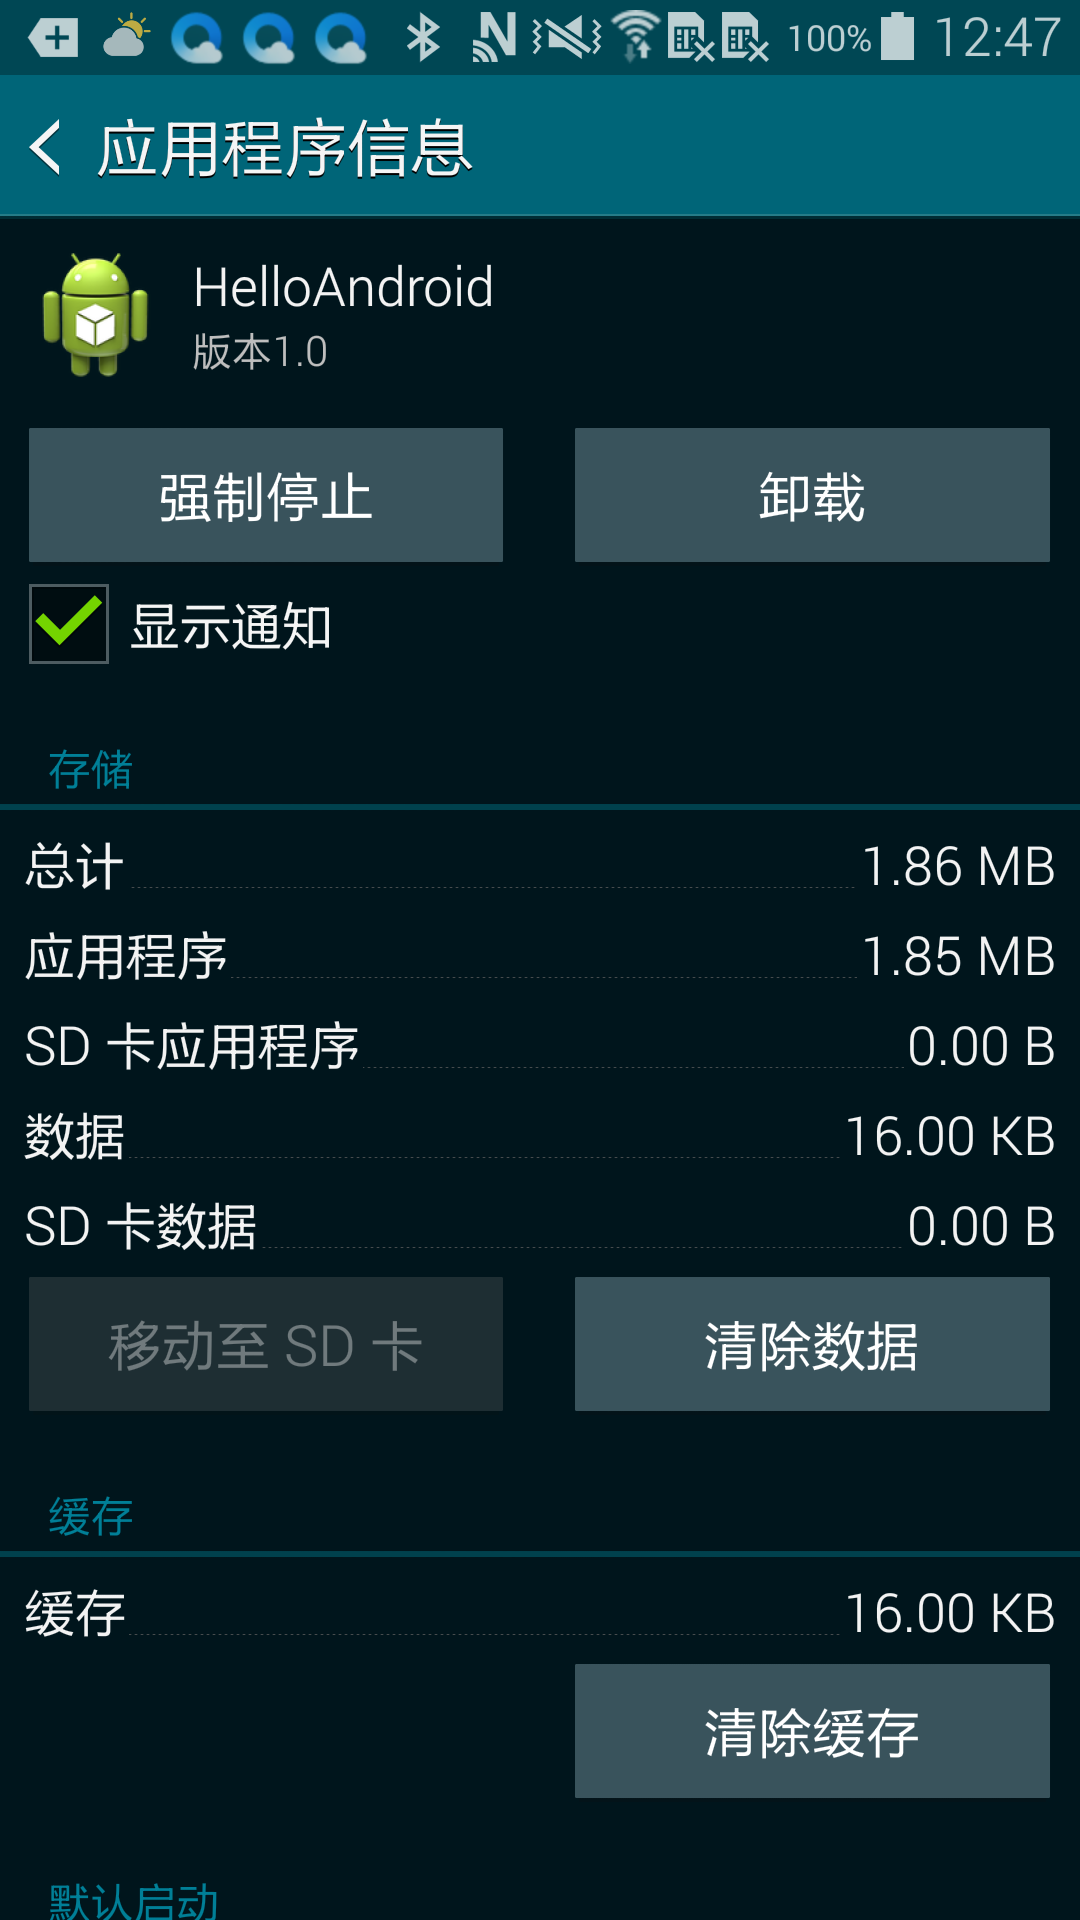 100% 12:47
应用程序信息
HelloAndroid
版本1.0
强制停止 卸载
显示通知
存储
总计 1.86 MB
应用程序 1.85 MB
SD 卡应用程序 0.00 B
数据 16.00 KB
SD 卡数据 0.00 B
移动至 SD 卡 清除数据
缓存
缓存 16.00 KB
清除缓存
默认启动